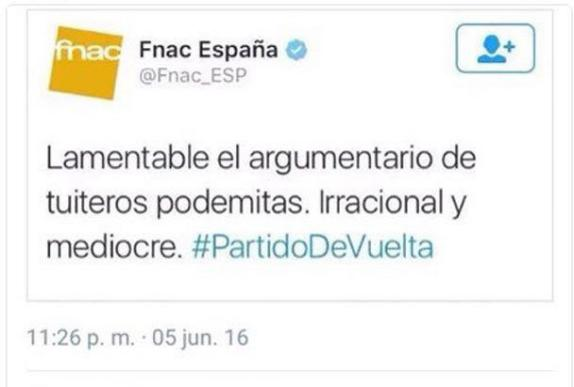 fnac
Fnac España
@Fnac_ESP
Lamentable el argumentario de
tuiteros podemitas. Irracional y
mediocre. #PartidoDeVuelta
11:26 p. m. · 05 jun. 16